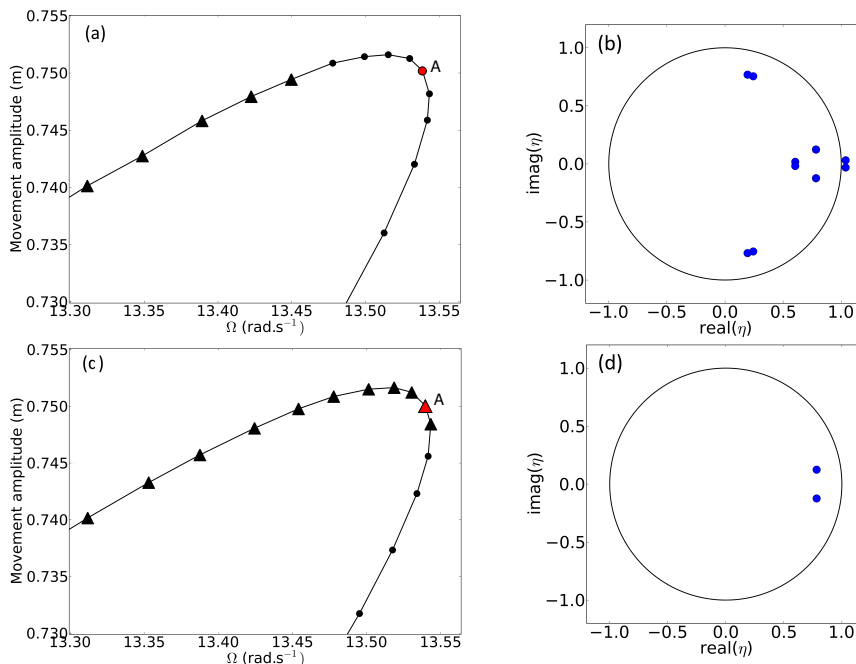 (a)
Movement amplitude (m)
0.755
0.750
0.745
0.740
0.735
0.730
A
13.30 13.35 13.40 13.45 13.50 13.55
Ω (rad.s⁻¹)
(b)
imag(η)
1.0
0.5
0.0
−0.5
−1.0
−1.0 −0.5 0.0 0.5 1.0
real(η)
(c)
Movement amplitude (m)
0.755
0.750
0.745
0.740
0.735
0.730
A
13.30 13.35 13.40 13.45 13.50 13.55
Ω (rad.s⁻¹)
(d)
imag(η)
1.0
0.5
0.0
−0.5
−1.0
−1.0 −0.5 0.0 0.5 1.0
real(η)